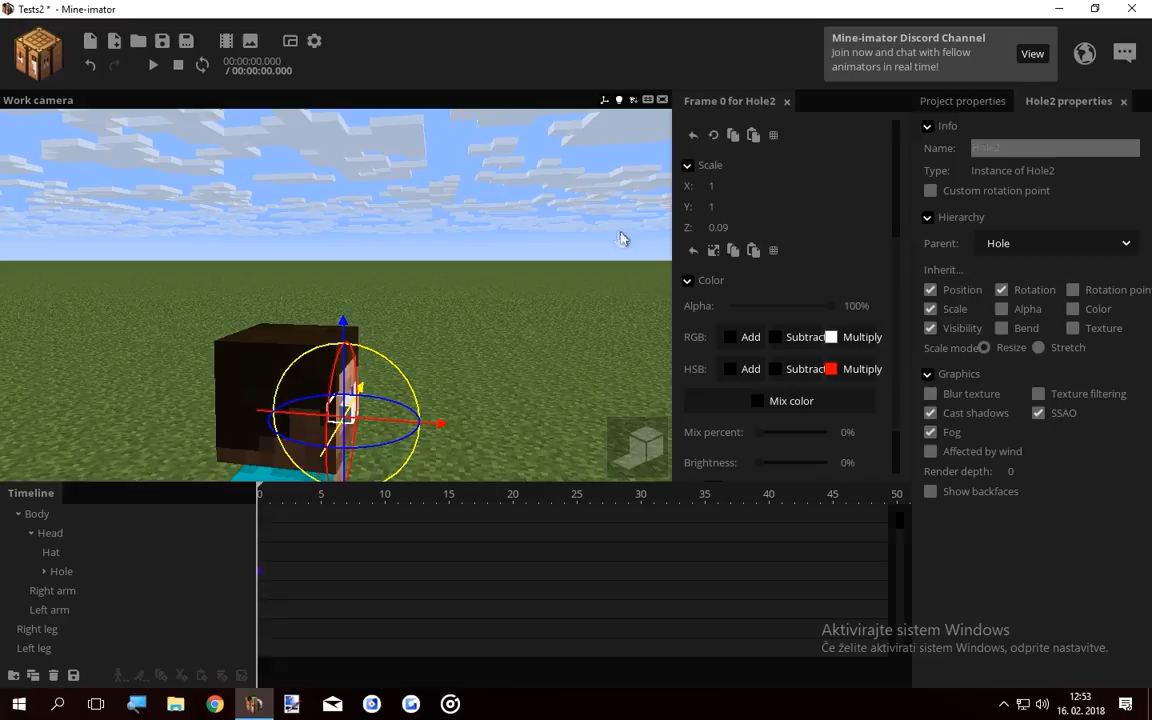 Tests2 * - Mine-imator
00:00:00.000
/ 00:00:00.000
Mine-imator Discord Channel
Join now and chat with fellow
animators in real time!
View
Work camera
Frame 0 for Hole2
Project properties
Hole2 properties
Scale
X: 1
Y: 1
Z: 0.09
Color
Alpha: 100%
RGB: Add Subtract Multiply
HSB: Add Subtract Multiply
Mix color
Mix percent: 0%
Brightness: 0%
Info
Name: Hole2
Type: Instance of Hole2
Custom rotation point
Hierarchy
Parent: Hole
Inherit...
Position Rotation Rotation poin
Scale Alpha Color
Visibility Bend Texture
Scale mode Resize Stretch
Graphics
Blur texture Texture filtering
Cast shadows SSAO
Fog
Affected by wind
Render depth: 0
Show backfaces
Timeline
0 5 10 15 20 25 30 35 40 45 50
Body
Head
Hat
Hole
Right arm
Left arm
Right leg
Left leg
Aktivirajte sistem Windows
Če želite aktivirati sistem Windows, odprite nastavitve.
12:53
16. 02. 2018